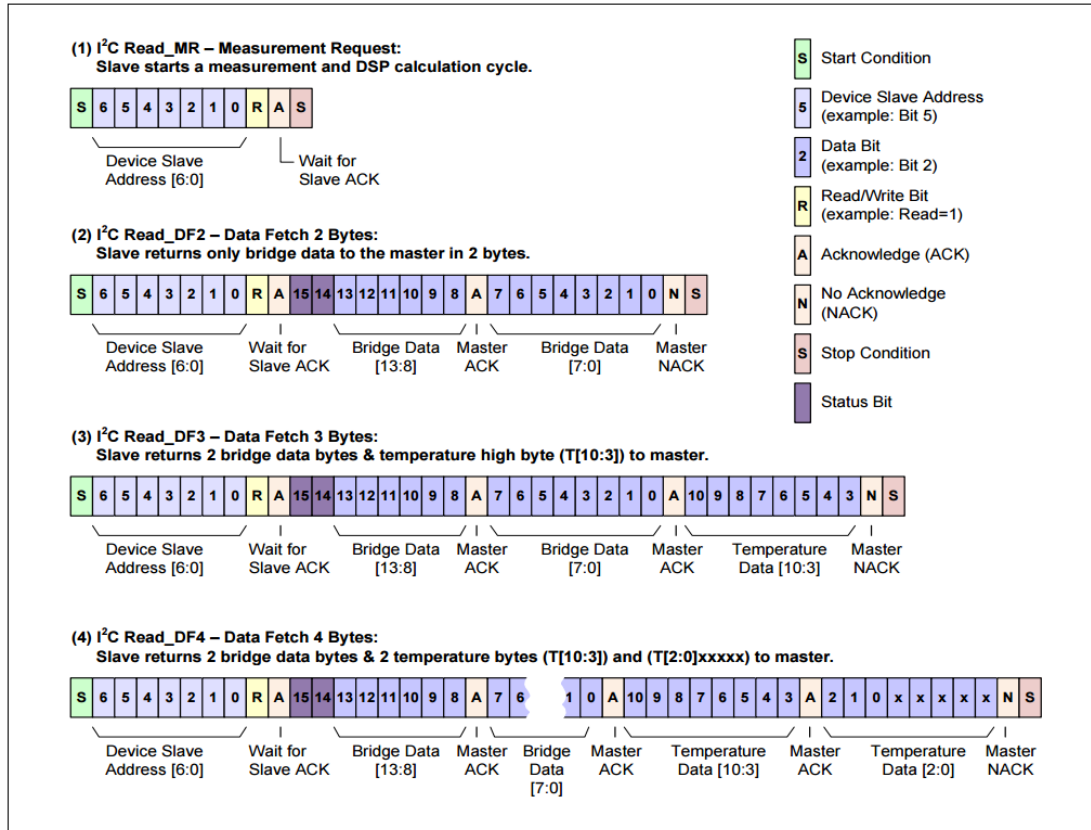 (1) I²C Read_MR – Measurement Request:
Slave starts a measurement and DSP calculation cycle.
S 6 5 4 3 2 1 0 R A S
Device Slave Address [6:0]
Wait for Slave ACK
S Start Condition
5 Device Slave Address (example: Bit 5)
2 Data Bit (example: Bit 2)
R Read/Write Bit (example: Read=1)
A Acknowledge (ACK)
N No Acknowledge (NACK)
S Stop Condition
Status Bit
(2) I²C Read_DF2 – Data Fetch 2 Bytes:
Slave returns only bridge data to the master in 2 bytes.
S 6 5 4 3 2 1 0 R A 15 14 13 12 11 10 9 8 A 7 6 5 4 3 2 1 0 N S
Device Slave Wait for Bridge Data Master Bridge Data Master
Address [6:0] Slave ACK [13:8] ACK [7:0] NACK
(3) I²C Read_DF3 – Data Fetch 3 Bytes:
Slave returns 2 bridge data bytes & temperature high byte (T[10:3]) to master.
S 6 5 4 3 2 1 0 R A 15 14 13 12 11 10 9 8 A 7 6 5 4 3 2 1 0 A 10 9 8 7 6 5 4 3 N S
Device Slave Wait for Bridge Data Master Bridge Data Master Temperature Master
Address [6:0] Slave ACK [13:8] ACK [7:0] ACK Data [10:3] NACK
(4) I²C Read_DF4 – Data Fetch 4 Bytes:
Slave returns 2 bridge data bytes & 2 temperature bytes (T[10:3]) and (T[2:0]xxxxx) to master.
S 6 5 4 3 2 1 0 R A 15 14 13 12 11 10 9 8 A 7 6 1 0 A 10 9 8 7 6 5 4 3 A 2 1 0 x x x x x N S
Device Slave Wait for Bridge Data Master Bridge Master Temperature Master Temperature Master
Address [6:0] Slave ACK [13:8] ACK Data ACK Data [10:3] ACK Data [2:0] NACK
[7:0]